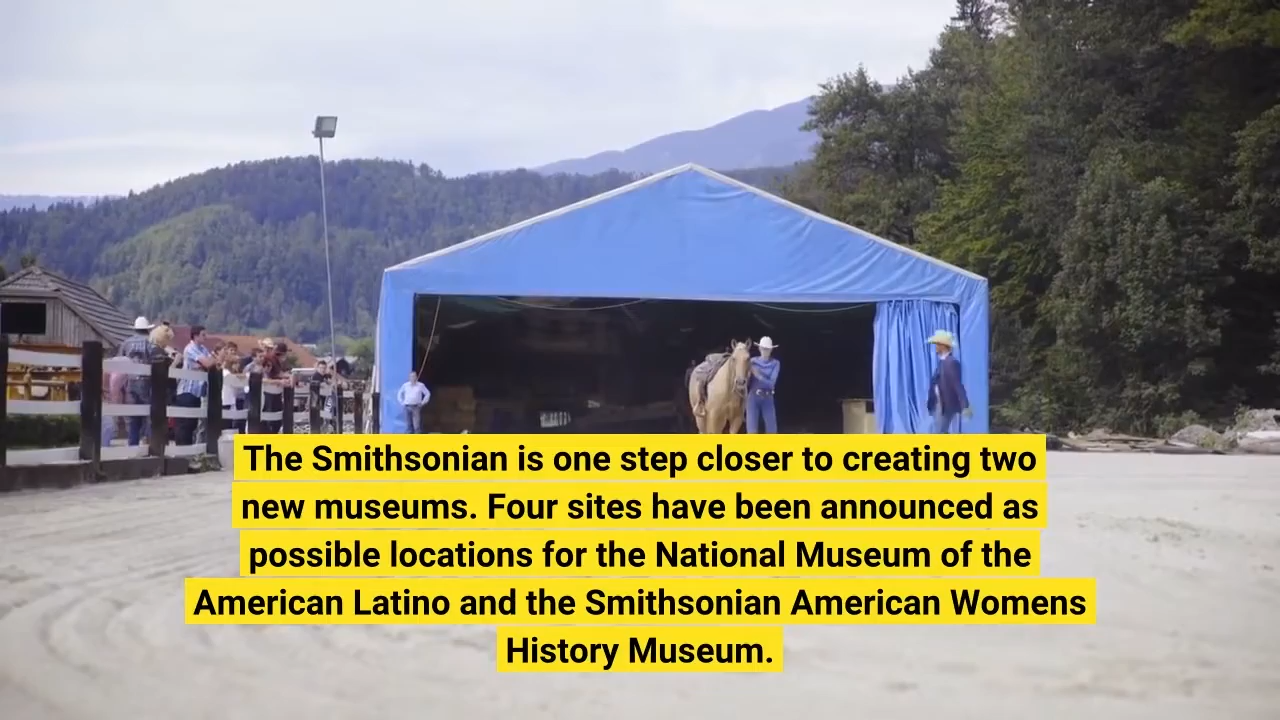 The Smithsonian is one step closer to creating two
new museums. Four sites have been announced as
possible locations for the National Museum of the
American Latino and the Smithsonian American Womens
History Museum.